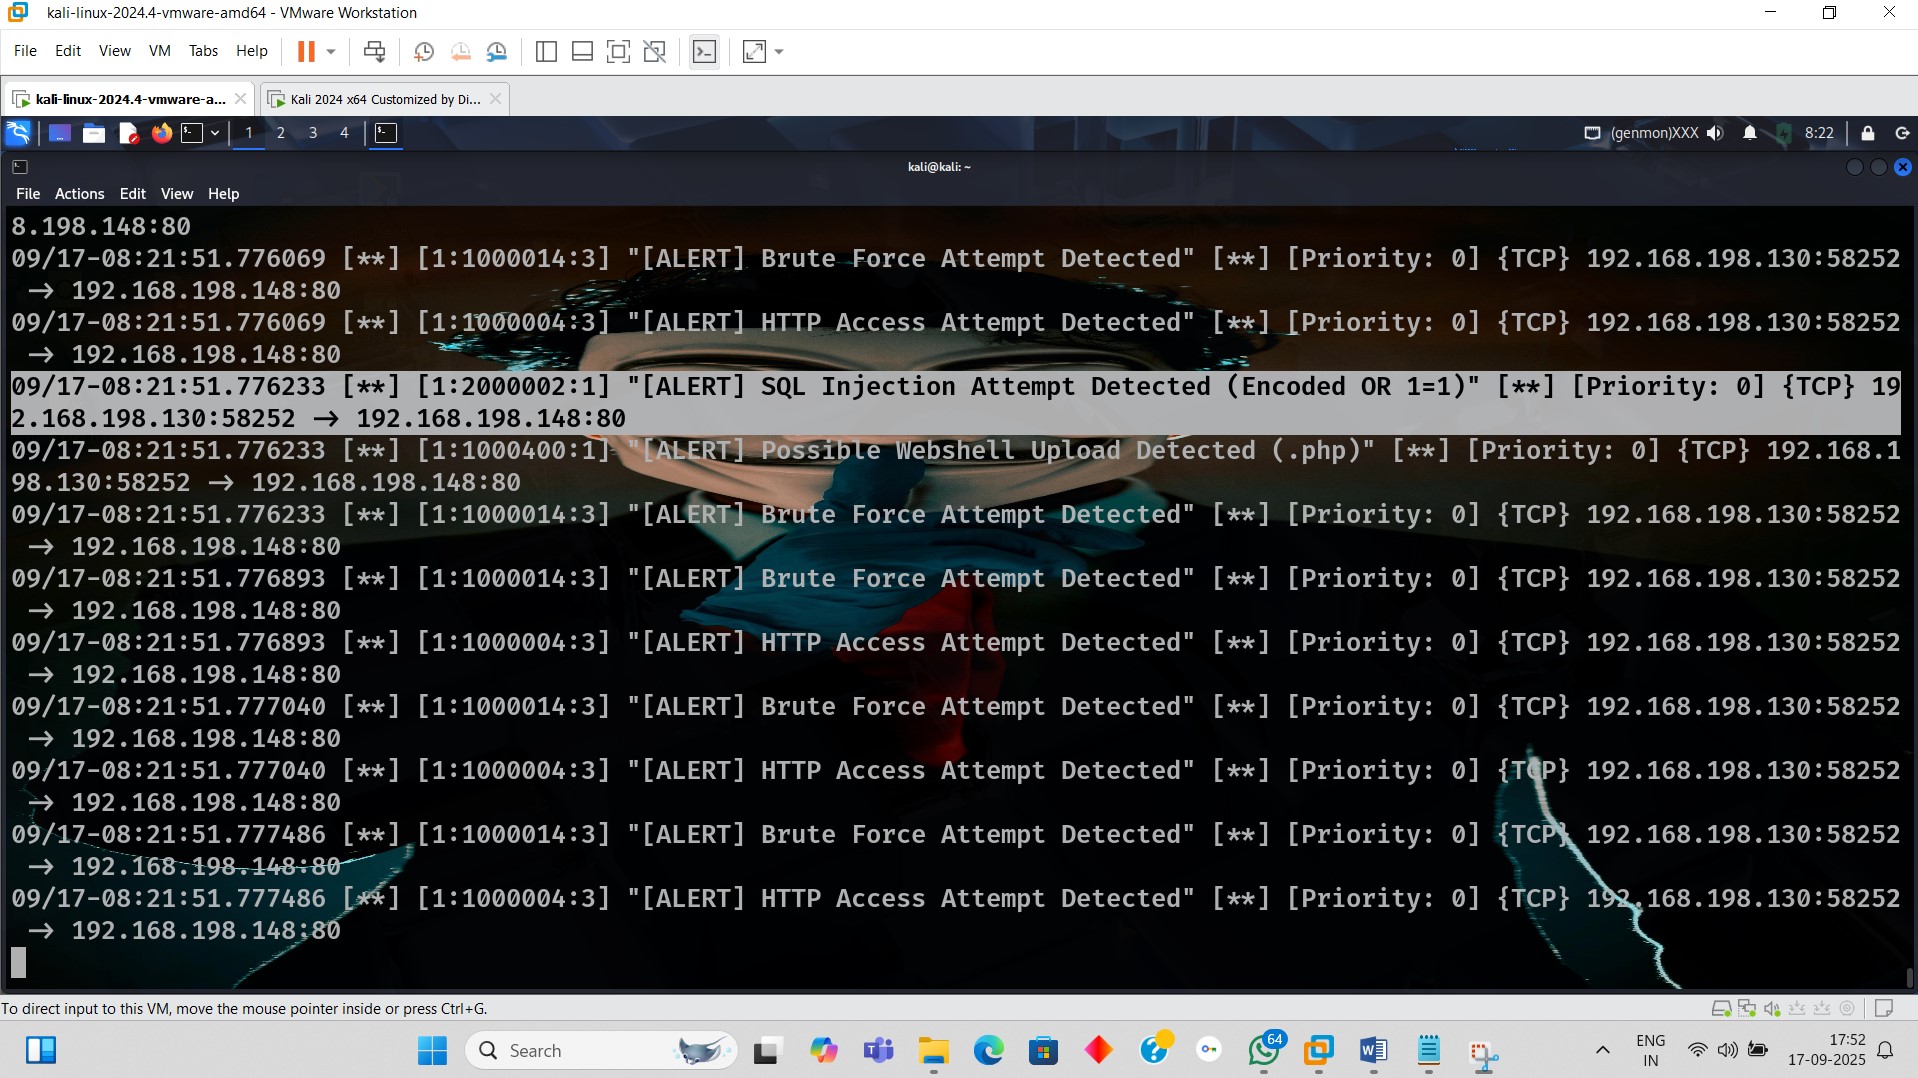 kali-linux-2024.4-vmware-amd64 - VMware Workstation
File Edit View VM Tabs Help
kali-linux-2024.4-vmware-a... Kali 2024 x64 Customized by Di...
1 2 3 4 (genmon)XXX 8:22
kali@kali: ~
File Actions Edit View Help
8.198.148:80
09/17-08:21:51.776069 [**] [1:1000014:3] "[ALERT] Brute Force Attempt Detected" [**] [Priority: 0] {TCP} 192.168.198.130:58252
→ 192.168.198.148:80
09/17-08:21:51.776069 [**] [1:1000004:3] "[ALERT] HTTP Access Attempt Detected" [**] [Priority: 0] {TCP} 192.168.198.130:58252
→ 192.168.198.148:80
09/17-08:21:51.776233 [**] [1:2000002:1] "[ALERT] SQL Injection Attempt Detected (Encoded OR 1=1)" [**] [Priority: 0] {TCP} 19
2.168.198.130:58252 → 192.168.198.148:80
09/17-08:21:51.776233 [**] [1:1000400:1] "[ALERT] Possible Webshell Upload Detected (.php)" [**] [Priority: 0] {TCP} 192.168.1
98.130:58252 → 192.168.198.148:80
09/17-08:21:51.776233 [**] [1:1000014:3] "[ALERT] Brute Force Attempt Detected" [**] [Priority: 0] {TCP} 192.168.198.130:58252
→ 192.168.198.148:80
09/17-08:21:51.776893 [**] [1:1000014:3] "[ALERT] Brute Force Attempt Detected" [**] [Priority: 0] {TCP} 192.168.198.130:58252
→ 192.168.198.148:80
09/17-08:21:51.776893 [**] [1:1000004:3] "[ALERT] HTTP Access Attempt Detected" [**] [Priority: 0] {TCP} 192.168.198.130:58252
→ 192.168.198.148:80
09/17-08:21:51.777040 [**] [1:1000014:3] "[ALERT] Brute Force Attempt Detected" [**] [Priority: 0] {TCP} 192.168.198.130:58252
→ 192.168.198.148:80
09/17-08:21:51.777040 [**] [1:1000004:3] "[ALERT] HTTP Access Attempt Detected" [**] [Priority: 0] {TCP} 192.168.198.130:58252
→ 192.168.198.148:80
09/17-08:21:51.777486 [**] [1:1000014:3] "[ALERT] Brute Force Attempt Detected" [**] [Priority: 0] {TCP} 192.168.198.130:58252
→ 192.168.198.148:80
09/17-08:21:51.777486 [**] [1:1000004:3] "[ALERT] HTTP Access Attempt Detected" [**] [Priority: 0] {TCP} 192.168.198.130:58252
→ 192.168.198.148:80
To direct input to this VM, move the mouse pointer inside or press Ctrl+G.
Search 64 ENG 17:52
IN 17-09-2025